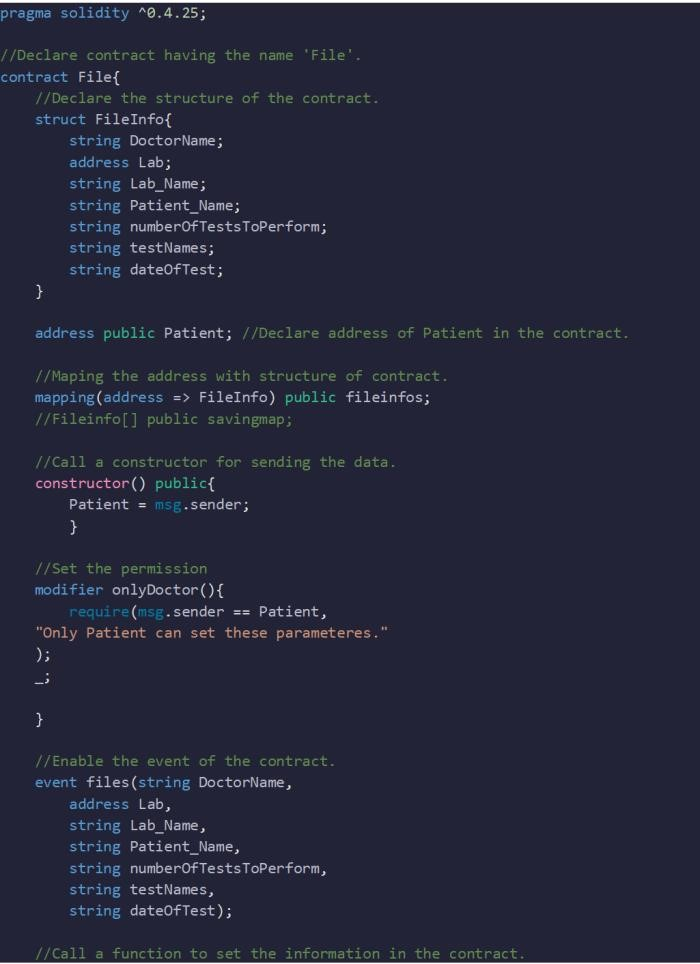 pragma solidity ^0.4.25;
//Declare contract having the name 'File'.
contract File{
//Declare the structure of the contract.
struct FileInfo{
string DoctorName;
address Lab;
string Lab_Name;
string Patient_Name;
string numberOfTestsToPerform;
string testNames;
string dateOfTest;
}
address public Patient; //Declare address of Patient in the contract.
//Maping the address with structure of contract.
mapping(address => FileInfo) public fileinfos;
//Fileinfo[] public savingmap;
//Call a constructor for sending the data.
constructor() public{
Patient = msg.sender;
}
//Set the permission
modifier onlyDoctor(){
require(msg.sender == Patient,
"Only Patient can set these parameteres."
);
_;
}
//Enable the event of the contract.
event files(string DoctorName,
address Lab,
string Lab_Name,
string Patient_Name,
string numberOfTestsToPerform,
string testNames,
string dateOfTest);
//Call a function to set the information in the contract.